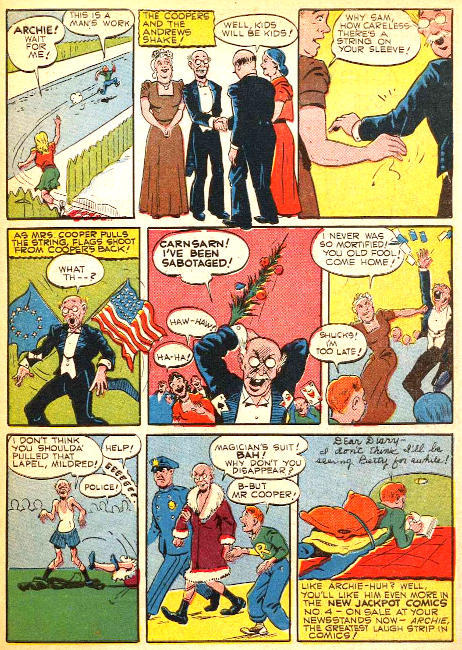 THIS IS A
MAN'S WORK
ARCHIE!
WAIT
FOR
ME!
THE COOPERS
AND THE
ANDREWS
SHAKE!
WELL, KIDS
WILL BE KIDS!
WHY SAM,
HOW CARELESS-
THERE'S A
STRING ON
YOUR SLEEVE!
AS MRS. COOPER PULLS
THE STRING, FLAGS SHOOT
FROM COOPER'S BACK!
WHAT
TH--?
CARNSARN!
I'VE BEEN
SABOTAGED!
HAW-HAW!
HA-HA!
I NEVER WAS
SO MORTIFIED!
YOU OLD FOOL!
COME HOME!
SHUCKS!
I'M
TOO LATE!
I DON'T THINK
YOU SHOULDA'
PULLED THAT
LAPEL, MILDRED!
HELP!
EEEEEEK
POLICE!
MAGICIAN'S SUIT!
BAH!
WHY DON'T YOU
DISAPPEAR?
B-BUT
MR COOPER!
Dear Diary-
I don't think I'll be
seeing Betty for awhile!
LIKE ARCHIE-HUH? WELL,
YOU'LL LIKE HIM EVEN MORE IN
THE NEW JACKPOT COMICS
NO. 4 - ON SALE AT YOUR
NEWSSTANDS NOW- ARCHIE,
THE GREATEST LAUGH STRIP IN
COMICS!